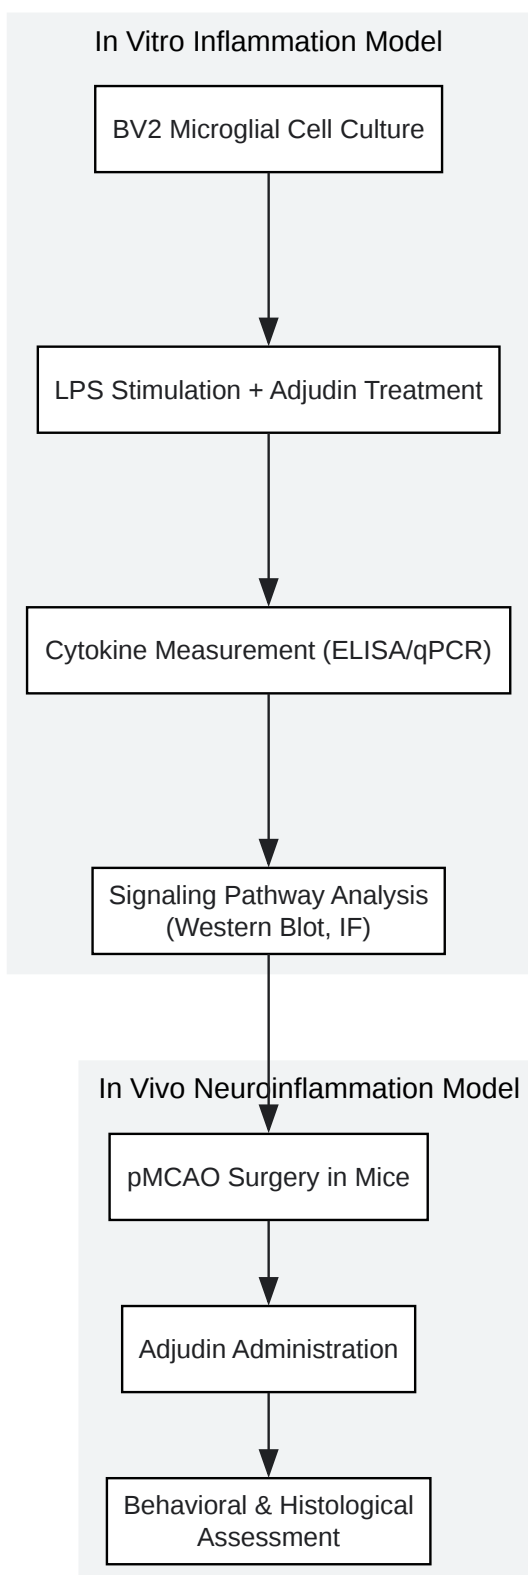 In Vitro Inflammation Model
BV2 Microglial Cell Culture
LPS Stimulation + Adjudin Treatment
Cytokine Measurement (ELISA/qPCR)
Signaling Pathway Analysis
(Western Blot, IF)
In Vivo Neuroinflammation Model
pMCAO Surgery in Mice
Adjudin Administration
Behavioral & Histological
Assessment